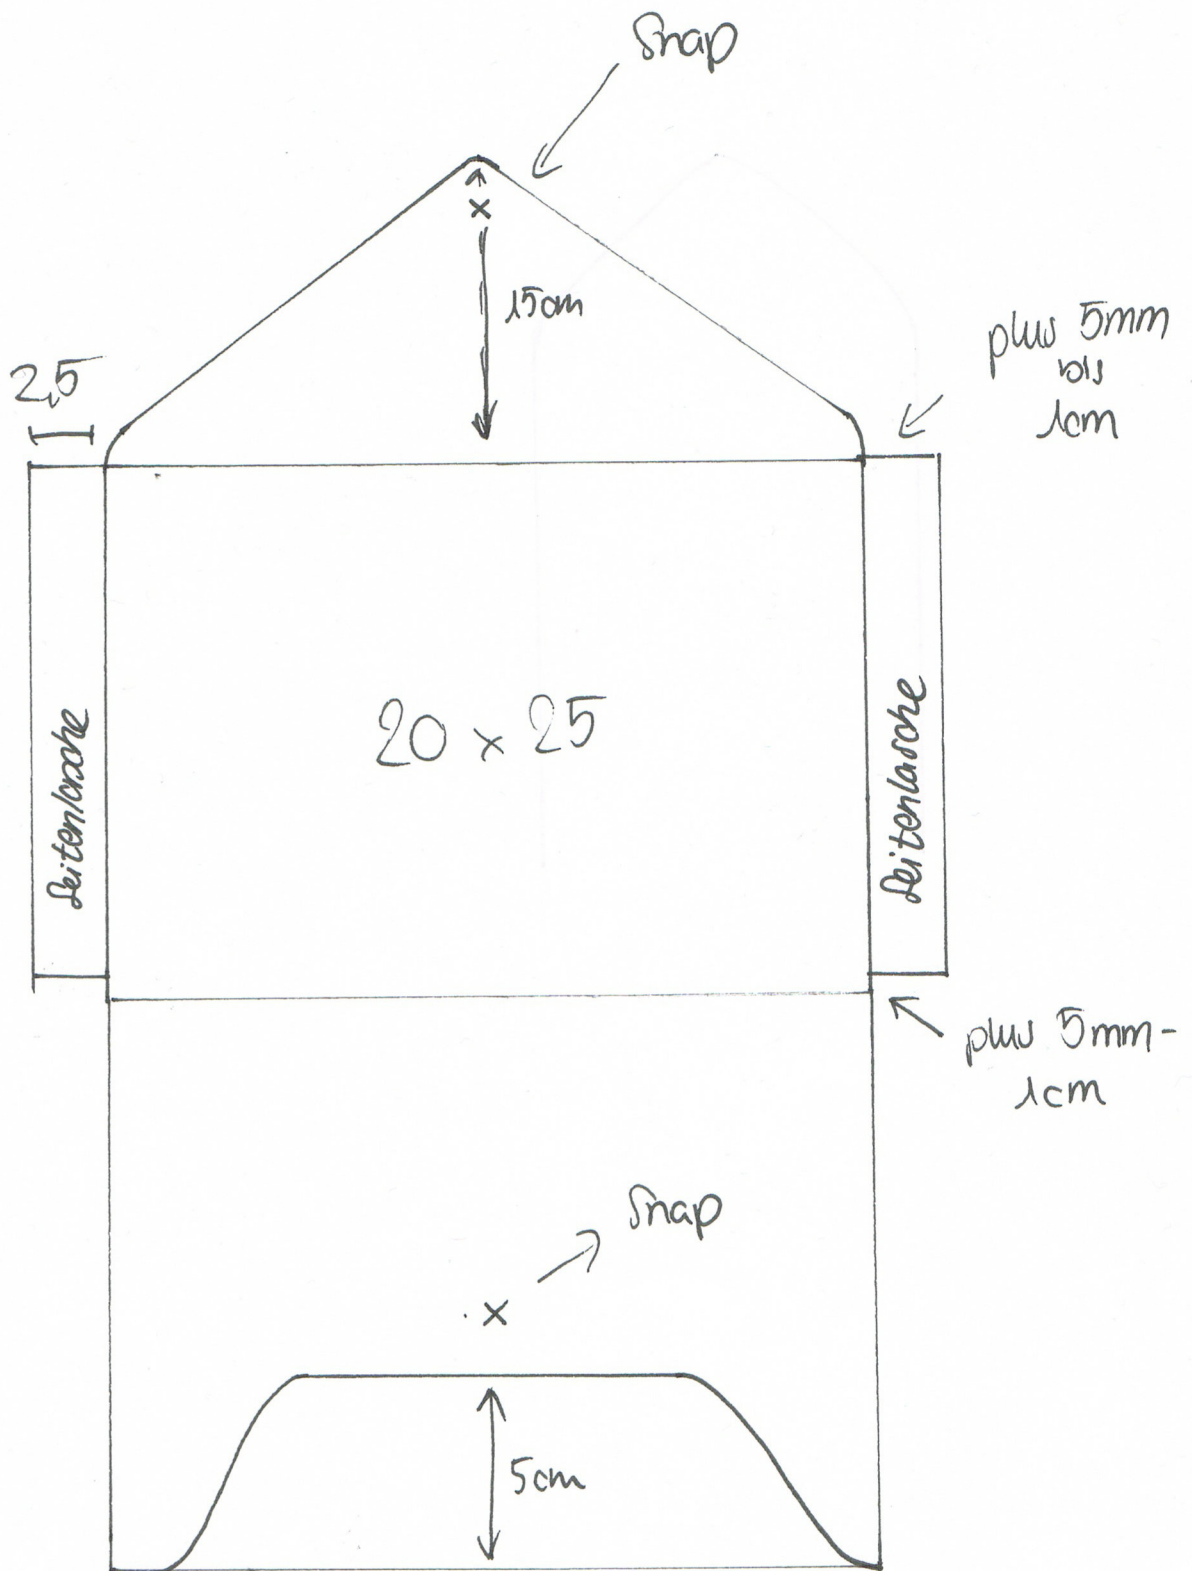 Snap
x
15cm
2,5
plus 5mm
bis
1cm
20 x 25
Seitenlasche
Seitenlasche
plus 5mm-
1cm
Snap
x
5cm